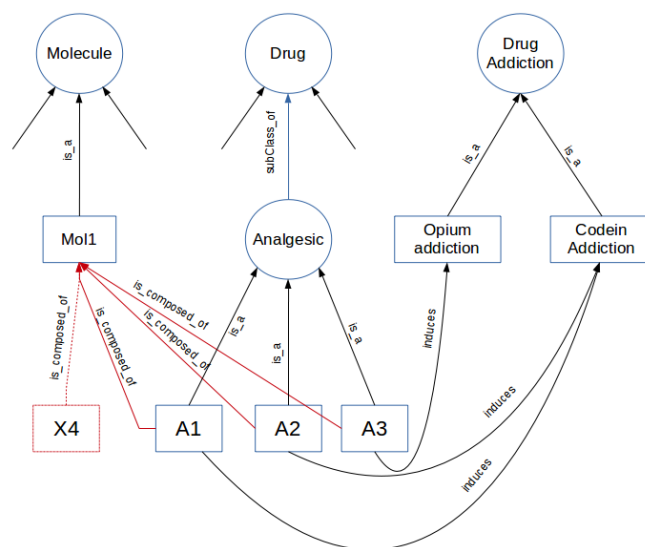 Molecule
Drug
Drug
Addiction
is_a
subClass_of
is_a
is_a
Mol1
Analgesic
Opium
addiction
Codein
Addiction
is_composed_of
is_composed_of
is_composed_of
is_composed_of
is_a
is_a
is_a
induces
induces
induces
X4
A1
A2
A3